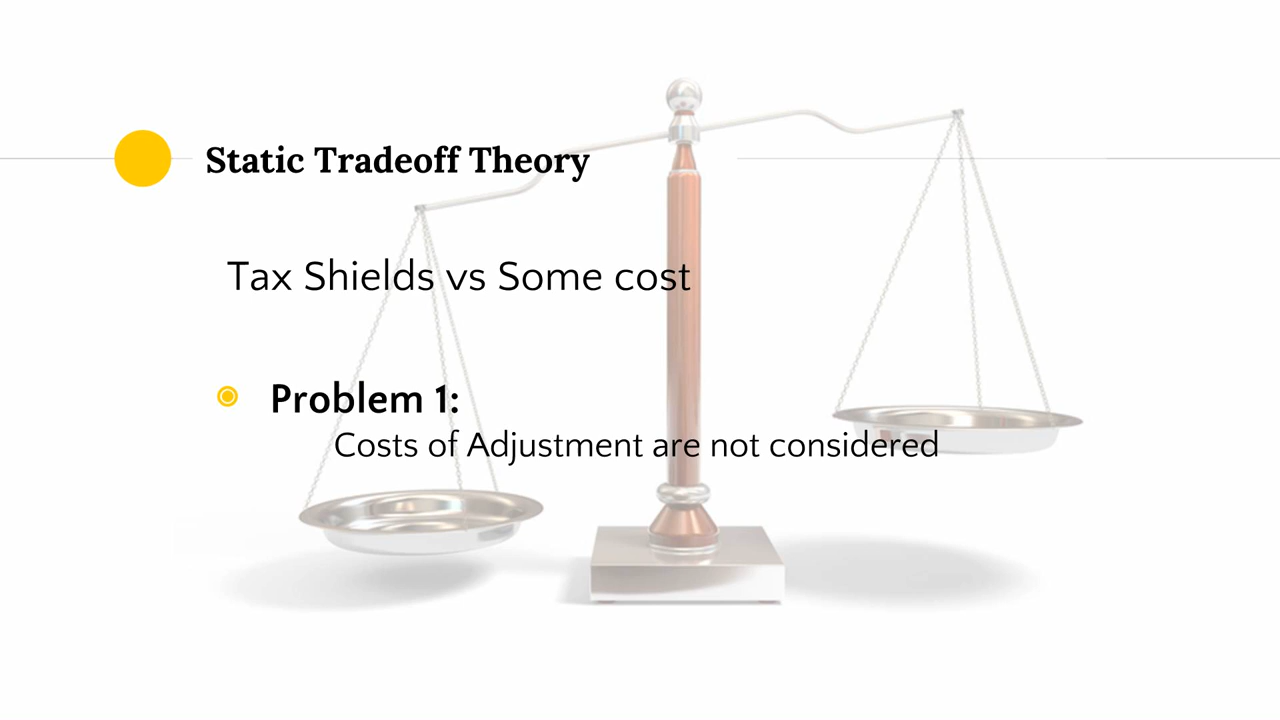 Static Tradeoff Theory
Tax Shields vs Some cost
Problem 1:
Costs of Adjustment are not considered